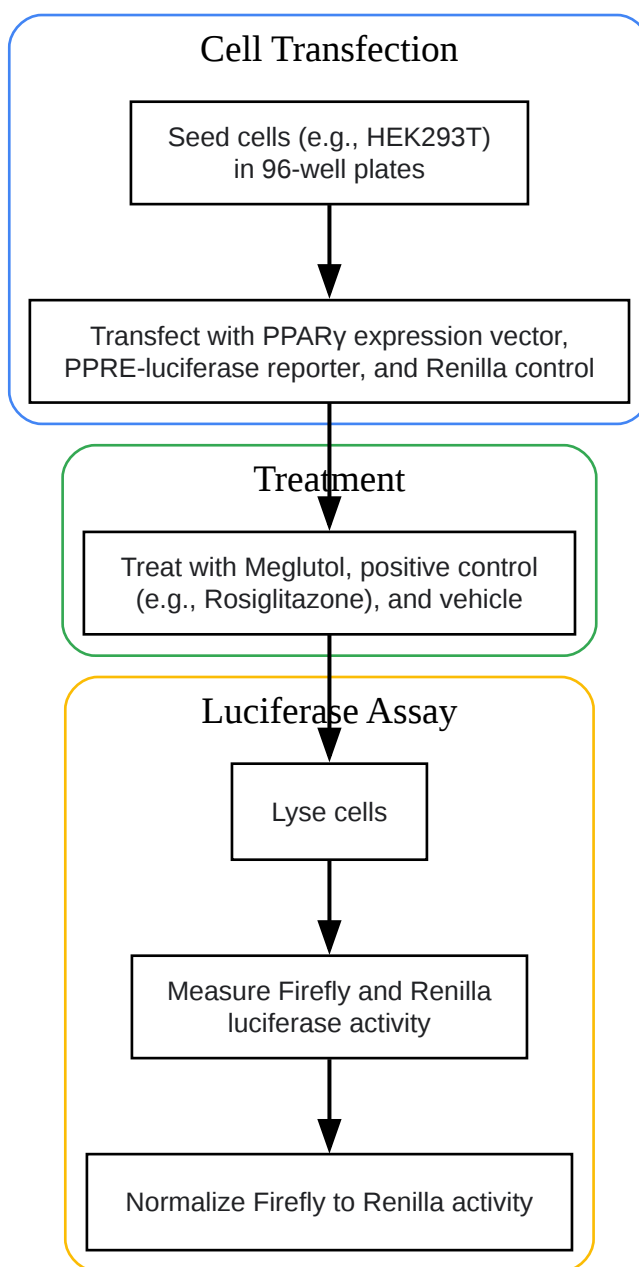 Cell Transfection
Seed cells (e.g., HEK293T)
in 96-well plates
Transfect with PPARγ expression vector,
PPRE-luciferase reporter, and Renilla control
Treatment
Treat with Meglutol, positive control
(e.g., Rosiglitazone), and vehicle
Luciferase Assay
Lyse cells
Measure Firefly and Renilla
luciferase activity
Normalize Firefly to Renilla activity